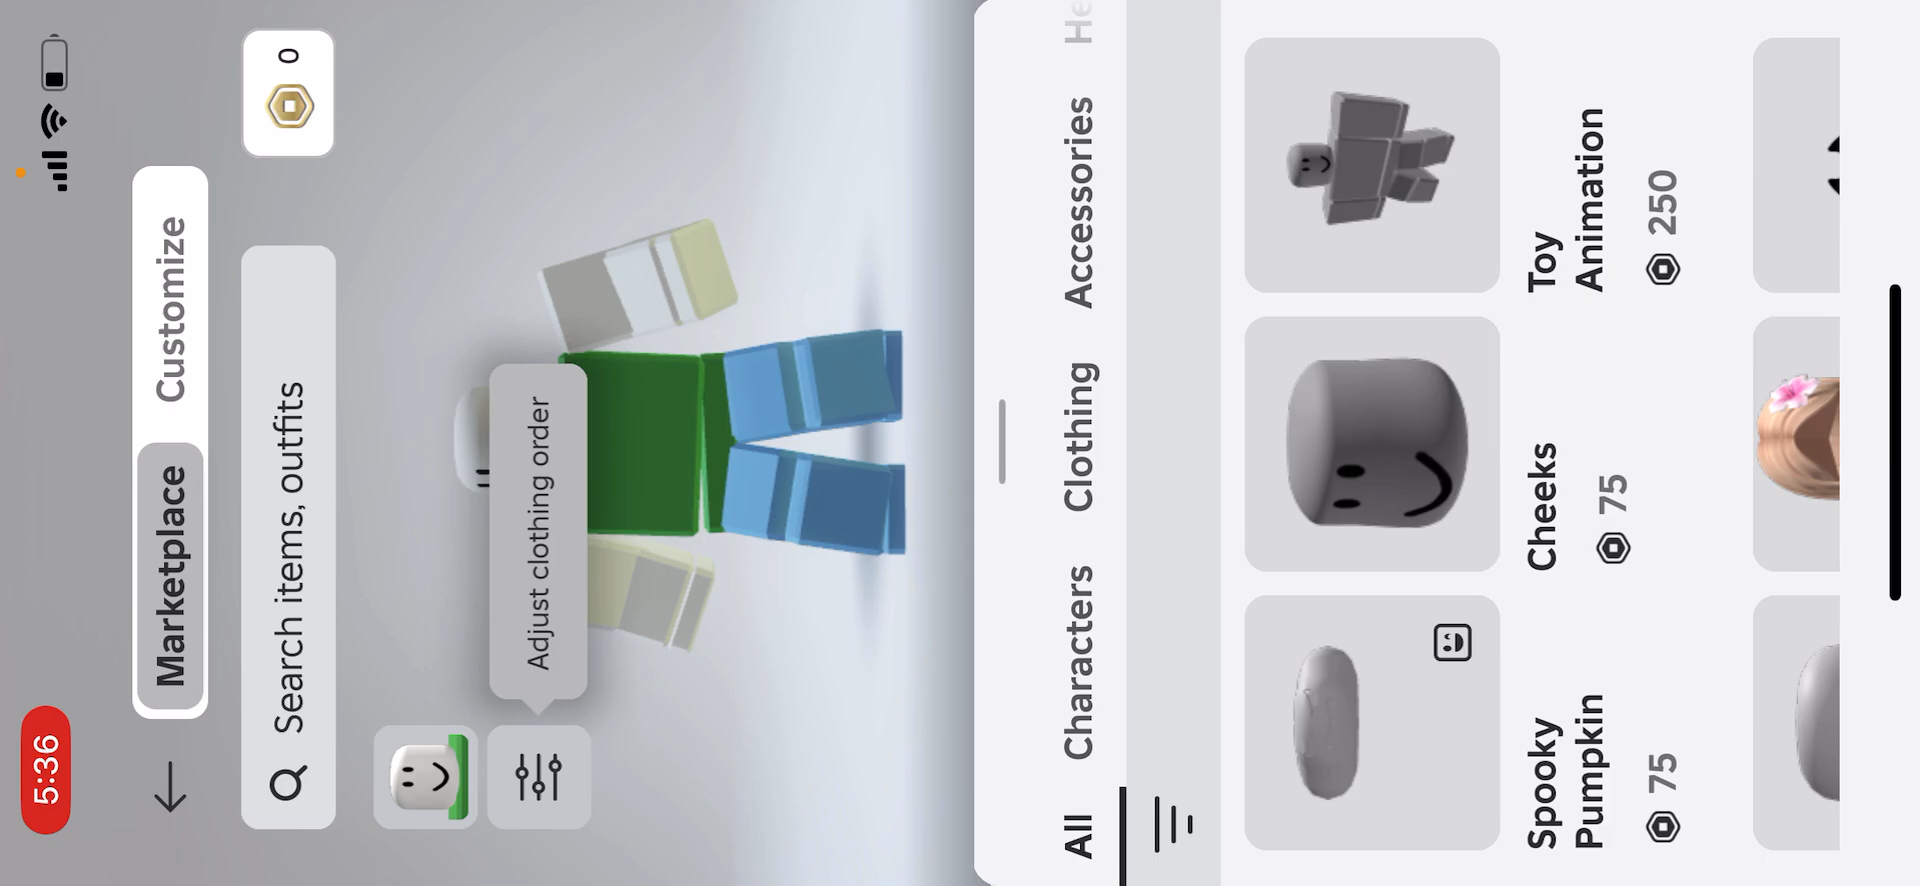 5:36
Marketplace
Customize
Search items, outfits
0
Adjust clothing order
All
Characters
Clothing
Accessories
He
Spooky
Pumpkin
75
Cheeks
75
Toy
Animation
250